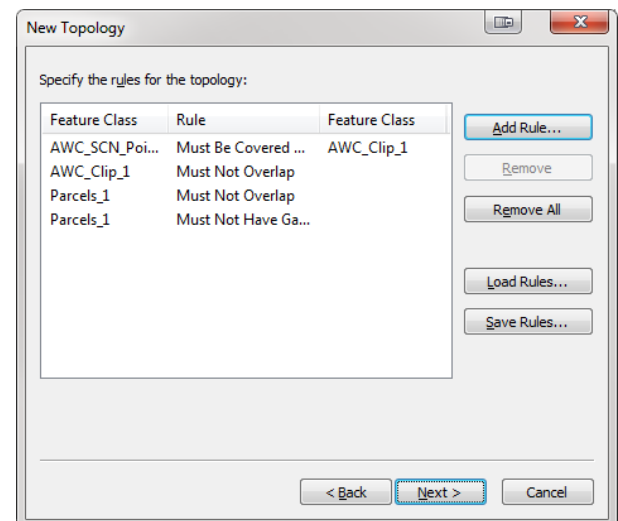 New Topology
Specify the rules for the topology:
Feature Class Rule Feature Class
AWC_SCN_Poi... Must Be Covered ... AWC_Clip_1
AWC_Clip_1 Must Not Overlap
Parcels_1 Must Not Overlap
Parcels_1 Must Not Have Ga...
Add Rule...
Remove
Remove All
Load Rules...
Save Rules...
< Back Next > Cancel